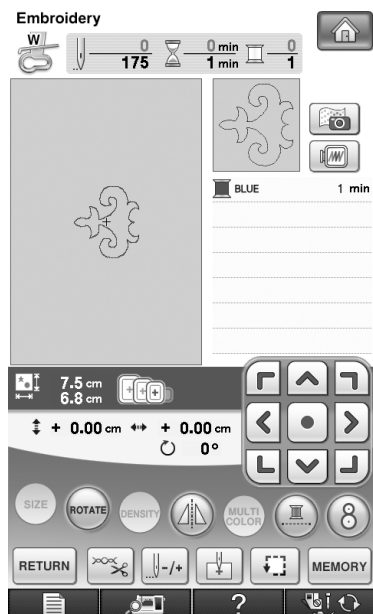 Embroidery
W
0 0 min 0
175 1 min 1
BLUE 1 min
7.5 cm
6.8 cm
+ 0.00 cm + 0.00 cm
0°
SIZE ROTATE DENSITY MULTI COLOR
RETURN -/+ MEMORY
? i